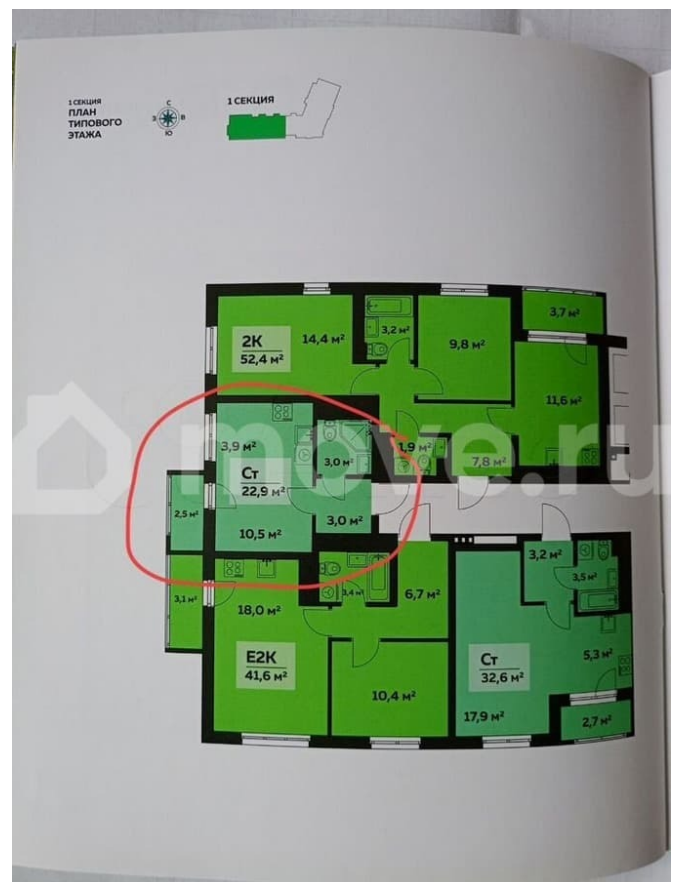 1 СЕКЦИЯ
ПЛАН
ТИПОВОГО
ЭТАЖА
С
З
В
Ю
1 СЕКЦИЯ
3,7 м²
2К
52,4 м²
14,4 м²
3,2 м²
9,8 м²
11,6 м²
3,9 м²
1,9 м²
7,8 м²
3,0 м²
Ст
22,9 м²
2,5 м²
10,5 м²
3,0 м²
move.ru
3,2 м²
3,5 м²
3,1 м²
18,0 м²
3,4 м²
6,7 м²
Е2К
41,6 м²
10,4 м²
Ст
32,6 м²
5,3 м²
17,9 м²
2,7 м²